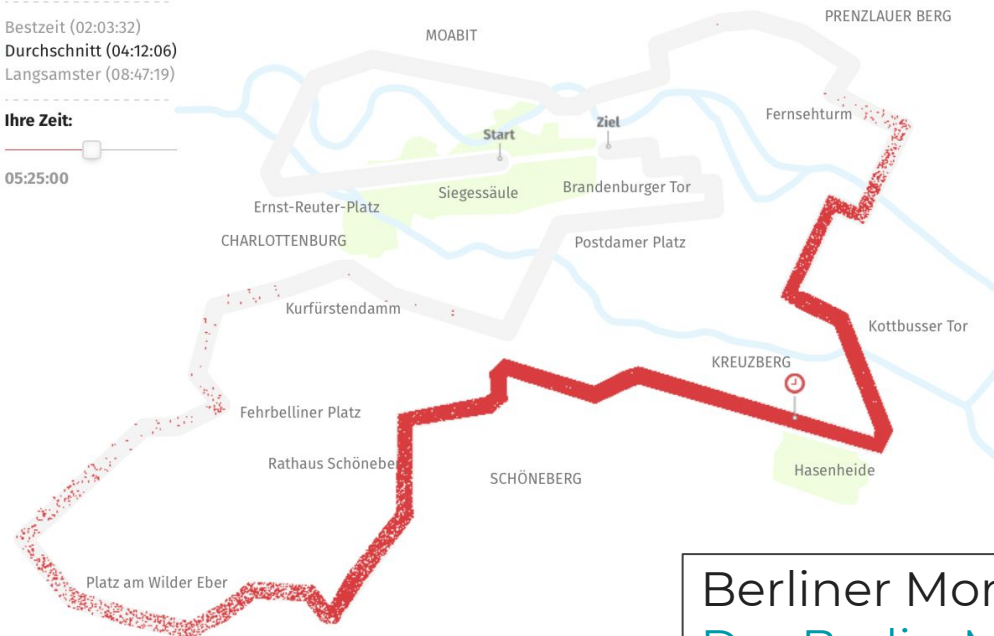 Bestzeit (02:03:32)
Durchschnitt (04:12:06)
Langsamster (08:47:19)
Ihre Zeit:
05:25:00
PRENZLAUER BERG
MOABIT
Fernsehturm
Start
Ziel
Siegessäule
Brandenburger Tor
Ernst-Reuter-Platz
CHARLOTTENBURG
Postdamer Platz
Kurfürstendamm
Kottbusser Tor
KREUZBERG
Fehrbelliner Platz
Rathaus Schönebe
SCHÖNEBERG
Hasenheide
Platz am Wilder Eber
Berliner Mor